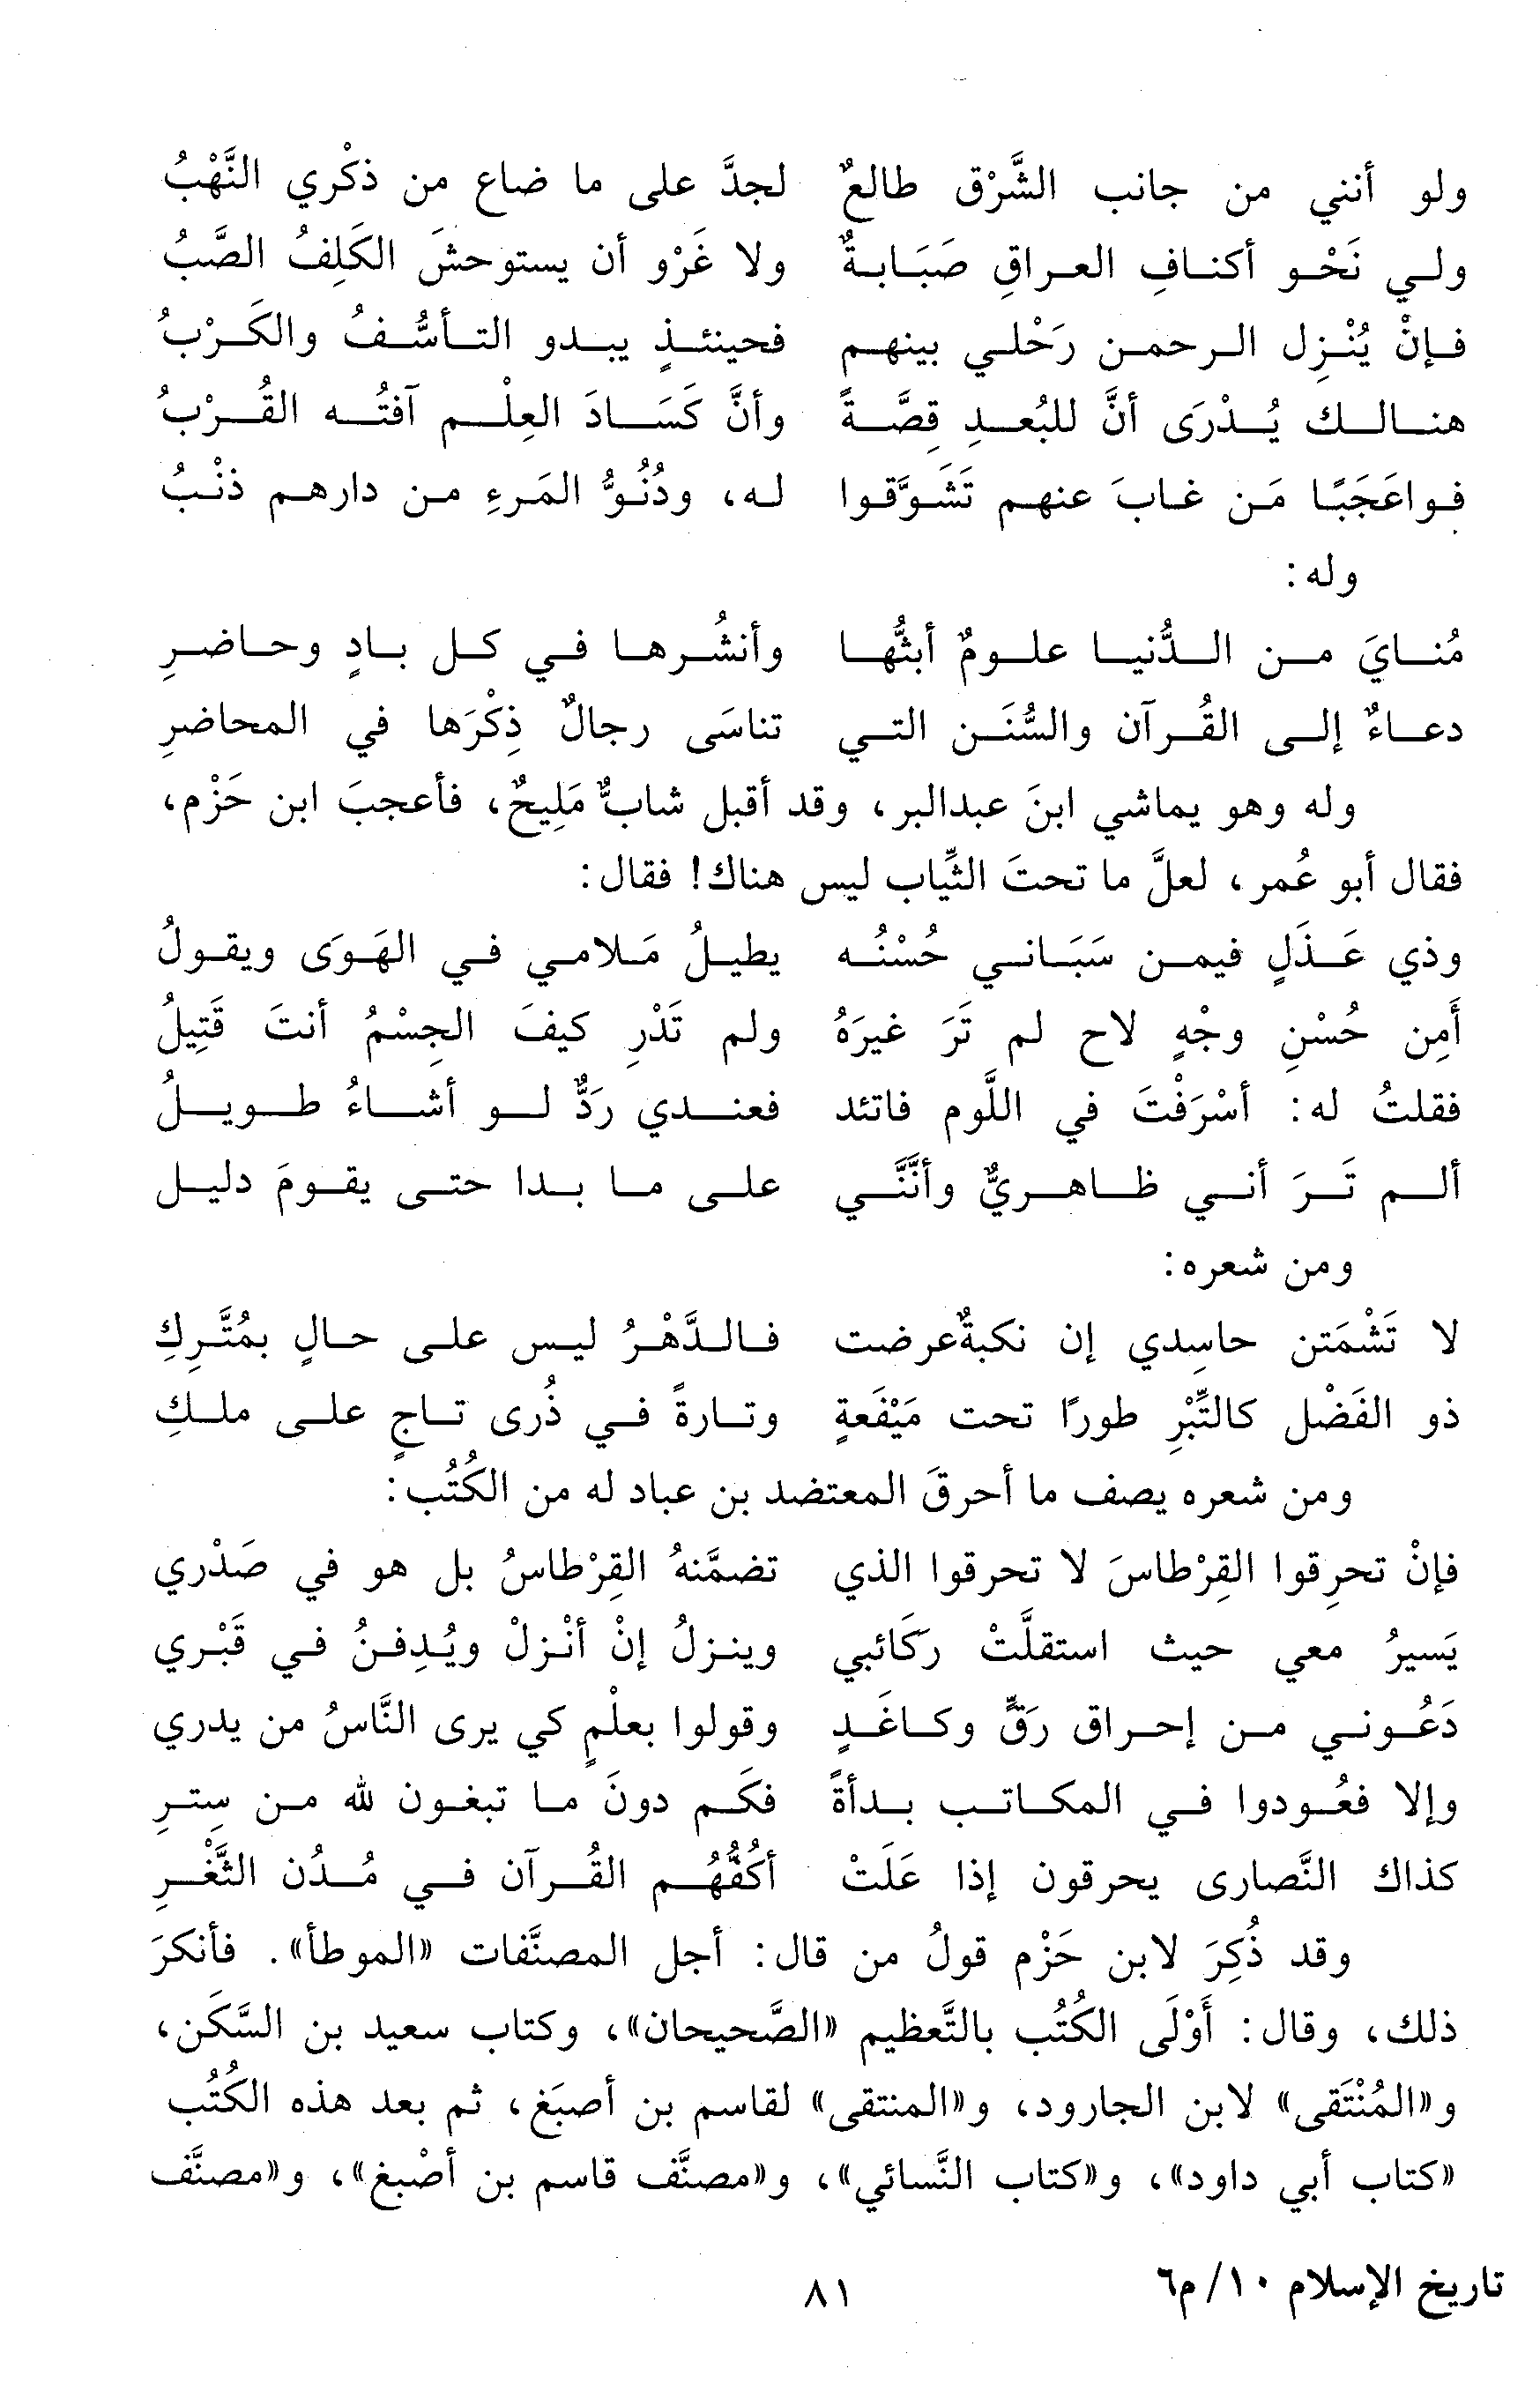 ولو أنني من جانب الشَّرْق طالعٌ لجدَّ على ما ضاع من ذكْري النَّهْبُ
ولي نَحْو أكنافِ العراقِ صَبَابةٌ ولا غَرْو أن يستوحشَ الكَلِفُ الصَّبُ
فإنْ يُنْزِل الرحمن رَحْلي بينهم فحينئذٍ يبدو التأسُّفُ والكَرْبُ
هنالك يُدْرَى أنَّ للبُعدِ قِصَّةً وأنَّ كَسَادَ العِلْم آفتُه القُرْبُ
فواعَجَبًا مَن غابَ عنهم تَشَوَّقوا له، ودُنُوُّ المَرءِ من دارهم ذنْبُ
وله:
مُنايَ من الدُّنيا علومٌ أبثُّها وأنشُرها في كل بادٍ وحاضرِ
دعاءٌ إلى القُرآن والسُّنَن التي تناسَى رجالٌ ذِكْرَها في المحاضرِ
وله وهو يماشي ابنَ عبدالبر، وقد أقبل شابٌّ مَلِيحٌ، فأعجبَ ابن حَزْم،
فقال أبو عُمر، لعلَّ ما تحتَ الثِّياب ليس هناك! فقال:
وذي عَذَلٍ فيمن سَبَاني حُسْنُه يطيلُ مَلامي في الهَوَى ويقولُ
أَمِن حُسْنِ وجْهٍ لاح لم تَرَ غيرَهُ ولم تَدْرِ كيفَ الجِسْمُ أنتَ قَتِيلُ
فقلتُ له: أسْرَفْتَ في اللَّوم فاتئد فعندي رَدٌّ لو أشاءُ طويلُ
ألم تَرَ أني ظاهريٌّ وأنَّني على ما بدا حتى يقومَ دليل
ومن شعره:
لا تَشْمَتن حاسِدي إن نكبةٌ عرضت فالدَّهْرُ ليس على حالٍ بمُتَّرِكِ
ذو الفَضْل كالتِّبْرِ طورًا تحت مَيْفَعةٍ وتارةً في ذُرى تاجٍ على ملكِ
ومن شعره يصف ما أحرقَ المعتضد بن عباد له من الكُتُب:
فإنْ تحرِقوا القِرْطاسَ لا تحرقوا الذي تضمَّنهُ القِرْطاسُ بل هو في صَدْري
يَسيرُ معي حيث استقلَّتْ ركَائبي وينزلُ إنْ أنْزلْ ويُدِفنُ في قَبْري
دَعُوني من إحراق رَقٍّ وكاغَدٍ وقولوا بعلْمٍ كي يرى النَّاسُ من يدري
وإلا فعُودوا في المكاتب بدأةً فكَم دونَ ما تبغون لله من سِترِ
كذاك النَّصارى يحرقون إذا عَلَتْ أكُفُّهُم القُرآن في مُدُن الثَّغْرِ
وقد ذُكِرَ لابن حَزْم قولُ من قال: أجل المصنَّفات «الموطأ». فأنكرَ
ذلك، وقال: أَوْلَى الكُتُب بالتَّعظيم «الصَّحيحان»، وكتاب سعيد بن السَّكَن،
و«المُنْتَقى» لابن الجارود، و«المنتقى» لقاسم بن أصبَغ، ثم بعد هذه الكُتُب
«كتاب أبي داود»، و«كتاب النَّسائي»، و«مصنَّف قاسم بن أصْبغ»، و«مصنَّف
تاريخ الإسلام ١٠/ م٦
٨١